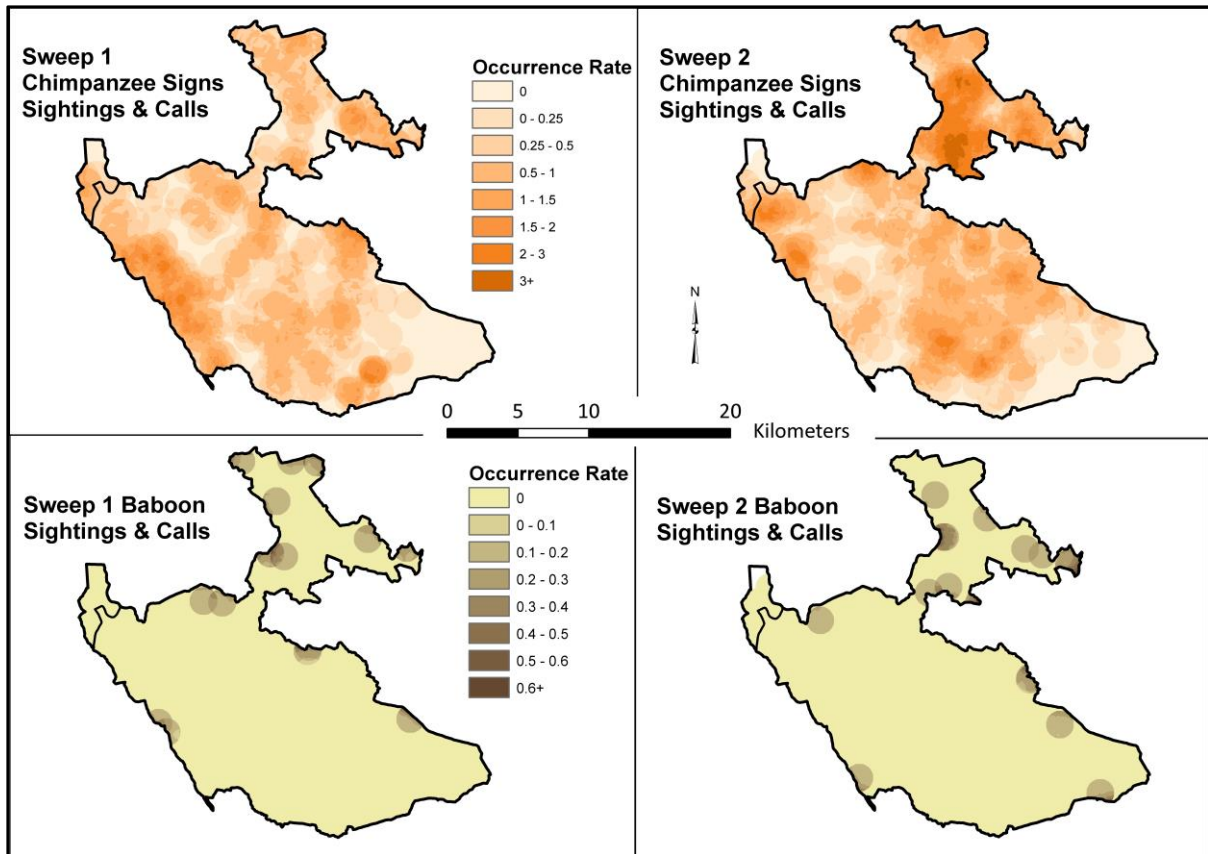 Sweep 1
Chimpanzee Signs
Sightings & Calls
Occurrence Rate
0
0 - 0.25
0.25 - 0.5
0.5 - 1
1 - 1.5
1.5 - 2
2 - 3
3+
Sweep 2
Chimpanzee Signs
Sightings & Calls
N
0 5 10 20
Kilometers
Sweep 1 Baboon
Sightings & Calls
Occurrence Rate
0
0 - 0.1
0.1 - 0.2
0.2 - 0.3
0.3 - 0.4
0.4 - 0.5
0.5 - 0.6
0.6+
Sweep 2 Baboon
Sightings & Calls